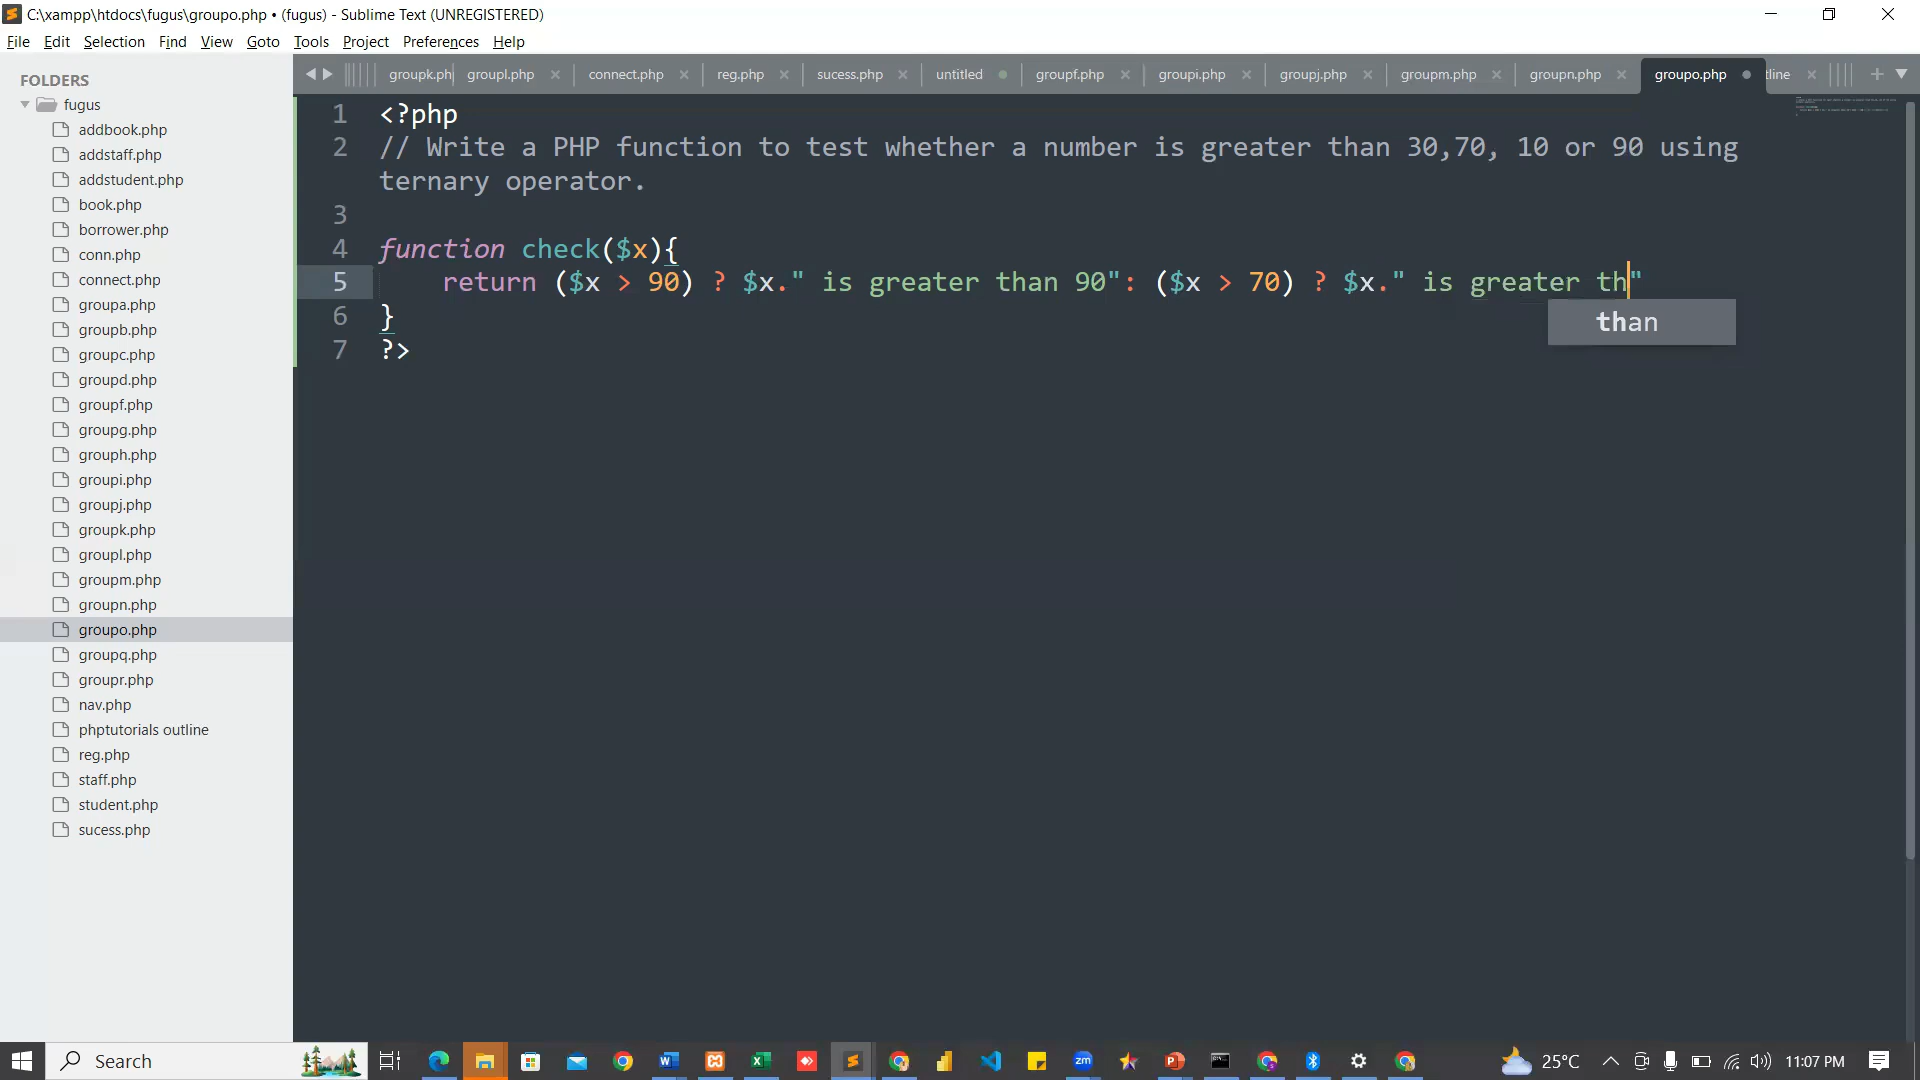 C:\xampp\htdocs\fugus\groupo.php • (fugus) - Sublime Text (UNREGISTERED)
File Edit Selection Find View Goto Tools Project Preferences Help
FOLDERS
fugus
addbook.php
addstaff.php
addstudent.php
book.php
borrower.php
conn.php
connect.php
groupa.php
groupb.php
groupc.php
groupd.php
groupf.php
groupg.php
grouph.php
groupi.php
groupj.php
groupk.php
groupl.php
groupm.php
groupn.php
groupo.php
groupq.php
groupr.php
nav.php
phptutorials outline
reg.php
staff.php
student.php
sucess.php
groupk.ph groupl.php connect.php reg.php sucess.php untitled groupf.php groupi.php groupj.php groupm.php groupn.php groupo.php tline
1 <?php
2 // Write a PHP function to test whether a number is greater than 30,70, 10 or 90 using
ternary operator.
3
4 function check($x){
5 return ($x > 90) ? $x." is greater than 90": ($x > 70) ? $x." is greater th"
than
6 }
7 ?>
Search
25°C
11:07 PM